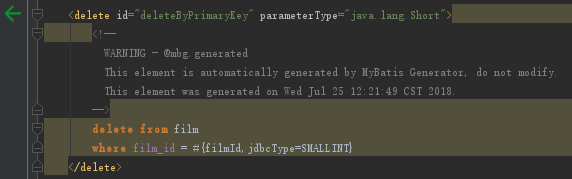 <delete id="deleteByPrimaryKey" parameterType="java.lang.Short">
<!--
WARNING - @mbg.generated
This element is automatically generated by MyBatis Generator, do not modify.
This element was generated on Wed Jul 25 12:21:49 CST 2018.
-->
delete from film
where film_id = #{filmId,jdbcType=SMALLINT}
</delete>